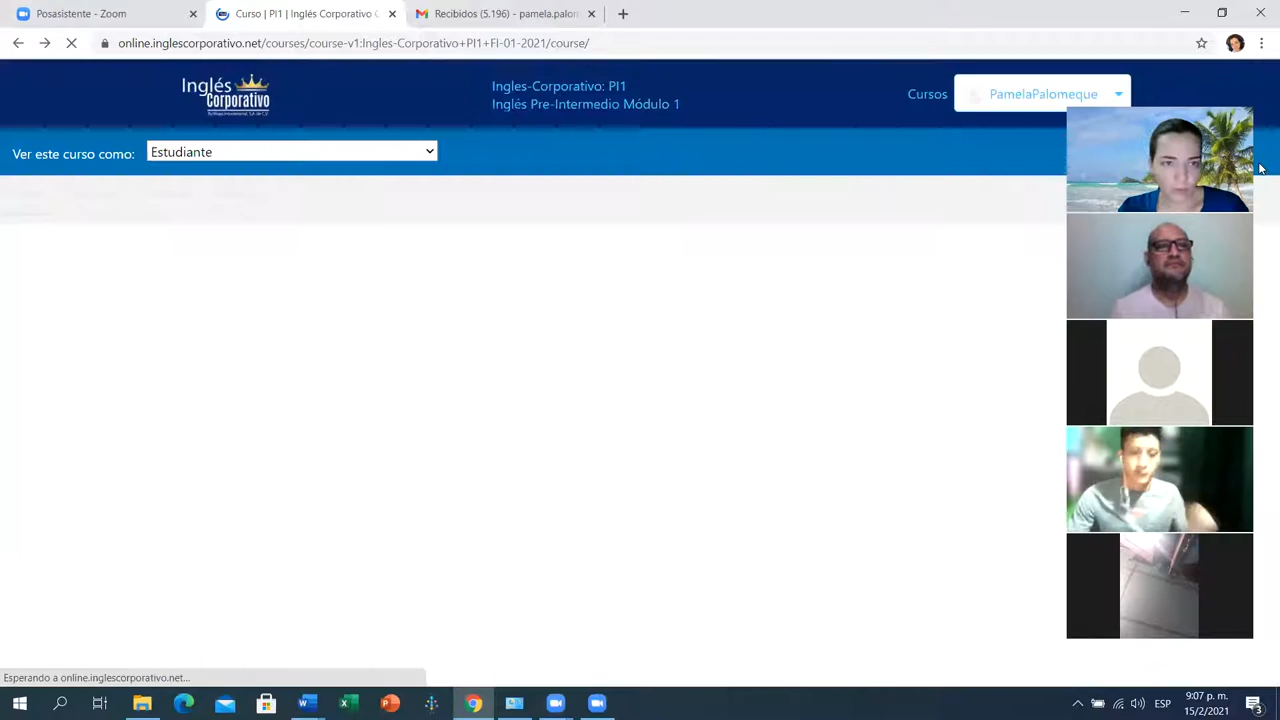 Posasistente - Zoom
Curso | PI1 | Inglés Corporativo
Recibidos (5.196) - pamela.palom
online.inglescorporativo.net/courses/course-v1:Ingles-Corporativo+PI1+FI-01-2021/course/
Inglés
Corporativo
Ingles-Corporativo: PI1
Inglés Pre-Intermedio Módulo 1
Cursos
PamelaPalomeque
Ver este curso como:
Estudiante
Esperando a online.inglescorporativo.net...
ESP
9:07 p. m.
15/2/2021
3